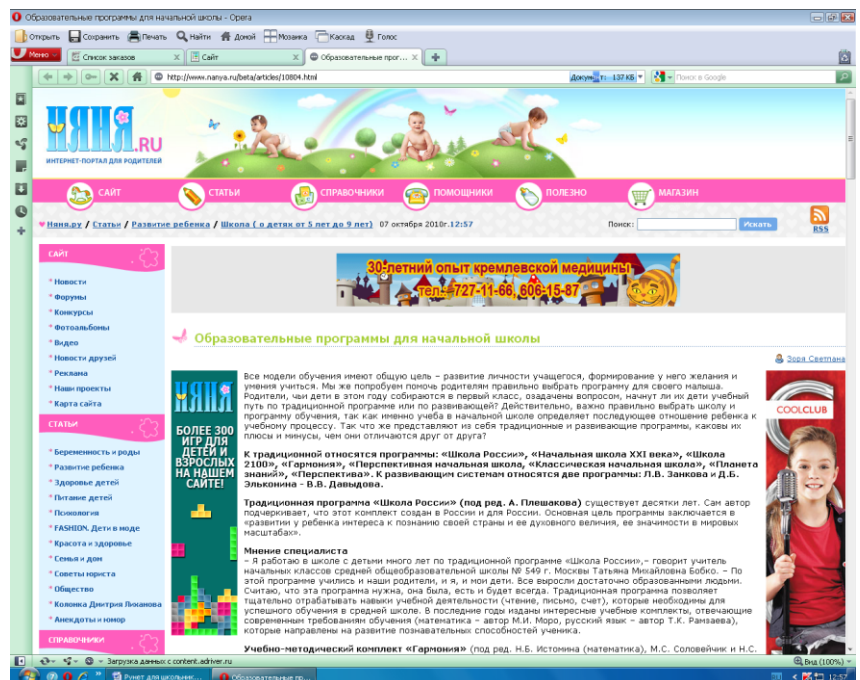 Образовательные программы для начальной школы - Opera
Открыть Сохранить Печать Найти Домой Мозаика Каскад Голос
Меню Список заказов Сайт Образовательные прог...
http://www.nanya.ru/beta/articles/10804.html 137 КБ Поиск в Google
НЯНЯ.RU
ИНТЕРНЕТ-ПОРТАЛ ДЛЯ РОДИТЕЛЕЙ
САЙТ СТАТЬИ СПРАВОЧНИКИ ПОМОЩНИКИ ПОЛЕЗНО МАГАЗИН
Няня.ру / Статьи / Развитие ребенка / Школа ( о детях от 5 лет до 9 лет) 07 октября 2010г.12:57 Поиск: Искать RSS
САЙТ
* Новости
* Форумы
* Конкурсы
* Фотоальбомы
* Видео
* Новости друзей
* Реклама
* Наши проекты
* Карта сайта
СТАТЬИ
* Беременность и роды
* Развитие ребенка
* Здоровье детей
* Питание детей
* Психология
* FASHION. Дети в моде
* Красота и здоровье
* Семья и дом
* Советы юриста
* Общество
* Колонка Дмитрия Лиханова
* Анекдоты и юмор
СПРАВОЧНИКИ
30-летний опыт кремлевской медицины
тел.: 727-11-66, 606-15-87
Образовательные программы для начальной школы
Зоря Светлана
НЯНЯ
БОЛЕЕ 300
ИГР ДЛЯ
ДЕТЕЙ И
ВЗРОСЛЫХ
НА НАШЕМ
САЙТЕ!
Все модели обучения имеют общую цель – развитие личности учащегося, формирование у него желания и
умения учиться. Мы же попробуем помочь родителям правильно выбрать программу для своего малыша.
Родители, чьи дети в этом году собираются в первый класс, озадачены вопросом, начнут ли их дети учебный
путь по традиционной программе или по развивающей? Действительно, важно правильно выбрать школу и
программу обучения, так как именно учеба в начальной школе определяет последующее отношение ребенка к
учебному процессу. Так что же представляют из себя традиционные и развивающие программы, каковы их
плюсы и минусы, чем они отличаются друг от друга?
К традиционной относятся программы: «Школа России», «Начальная школа XXI века», «Школа
2100», «Гармония», «Перспективная начальная школа, «Классическая начальная школа», «Планета
знаний», «Перспектива». К развивающим системам относятся две программы: Л.В. Занкова и Д.Б.
Эльконина - В.В. Давыдова.
Традиционная программа «Школа России» (под ред. А. Плешакова) существует десятки лет. Сам автор
подчеркивает, что этот комплект создан в России и для России. Основная цель программы заключается в
«развитии у ребенка интереса к познанию своей страны и ее духовного величия, ее значимости в мировых
масштабах».
Мнение специалиста
– Я работаю в школе с детьми много лет по традиционной программе «Школа России»,– говорит учитель
начальных классов средней общеобразовательной школы № 549 г. Москвы Татьяна Михайловна Бобко. – По
этой программе учились и наши родители, и я, и мои дети. Все выросли достаточно образованными людьми.
Считаю, что эта программа нужна, она была, есть и будет всегда. Традиционная программа позволяет
тщательно отрабатывать навыки учебной деятельности (чтение, письмо, счет), которые необходимы для
успешного обучения в средней школе. В последние годы изданы интересные учебные комплекты, отвечающие
современным требованиям обучения (математика – автор М.И. Моро, русский язык – автор Т.К. Рамзаева),
которые направлены на развитие познавательных способностей ученика.
Учебно-методический комплект «Гармония» (под ред. Н.Б. Истомина (математика), М.С. Соловейчик и Н.С.
COOLCLUB
Загрузка данных с content.adriver.ru Вид (100%)
Рунет для школьник... Образовательные пр... 12:57